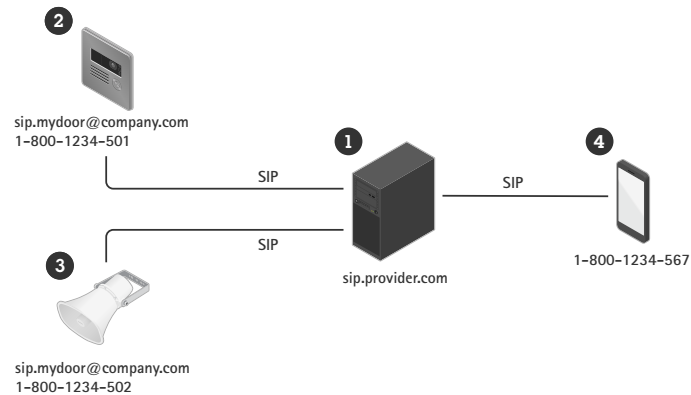 2
sip.mydoor@company.com
1-800-1234-501
SIP
1
SIP
4
SIP
3
sip.provider.com
1-800-1234-567
sip.mydoor@company.com
1-800-1234-502